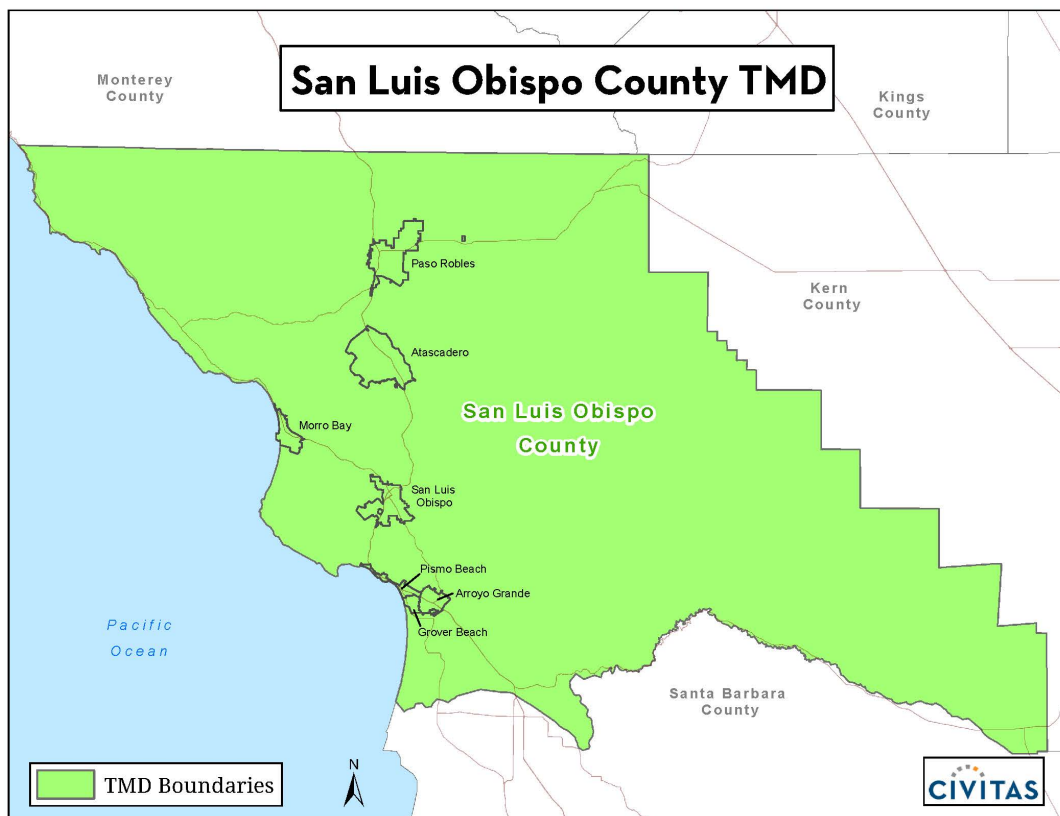 San Luis Obispo County TMD
Monterey
County
Kings
County
Paso Robles
Kern
County
Atascadero
San Luis Obispo
County
Morro Bay
San Luis
Obispo
Pismo Beach
Arroyo Grande
Grover Beach
Pacific
Ocean
Santa Barbara
County
TMD Boundaries
N
CIVITAS